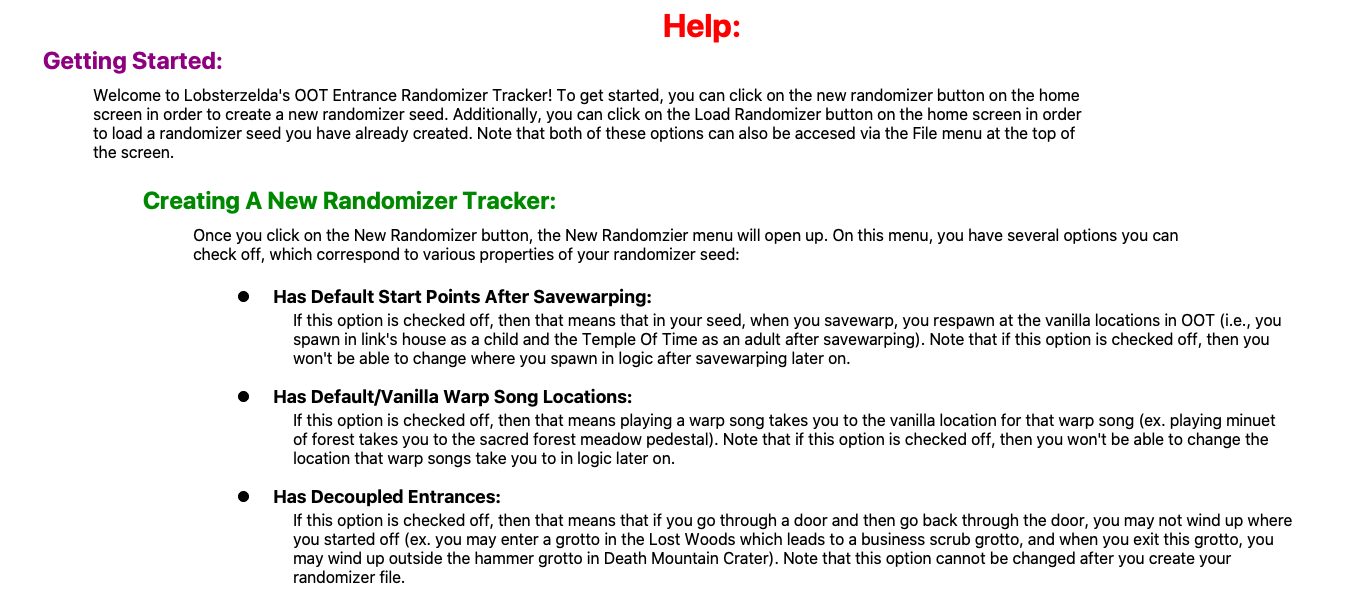 Help:
Getting Started:
Welcome to Lobsterzelda's OOT Entrance Randomizer Tracker! To get started, you can click on the new randomizer button on the home
screen in order to create a new randomizer seed. Additionally, you can click on the Load Randomizer button on the home screen in order
to load a randomizer seed you have already created. Note that both of these options can also be accesed via the File menu at the top of
the screen.
Creating A New Randomizer Tracker:
Once you click on the New Randomizer button, the New Randomzier menu will open up. On this menu, you have several options you can
check off, which correspond to various properties of your randomizer seed:
● Has Default Start Points After Savewarping:
If this option is checked off, then that means that in your seed, when you savewarp, you respawn at the vanilla locations in OOT (i.e., you
spawn in link's house as a child and the Temple Of Time as an adult after savewarping). Note that if this option is checked off, then you
won't be able to change where you spawn in logic after savewarping later on.
● Has Default/Vanilla Warp Song Locations:
If this option is checked off, then that means playing a warp song takes you to the vanilla location for that warp song (ex. playing minuet
of forest takes you to the sacred forest meadow pedestal). Note that if this option is checked off, then you won't be able to change the
location that warp songs take you to in logic later on.
● Has Decoupled Entrances:
If this option is checked off, then that means that if you go through a door and then go back through the door, you may not wind up where
you started off (ex. you may enter a grotto in the Lost Woods which leads to a business scrub grotto, and when you exit this grotto, you
may wind up outside the hammer grotto in Death Mountain Crater). Note that this option cannot be changed after you create your
randomizer file.